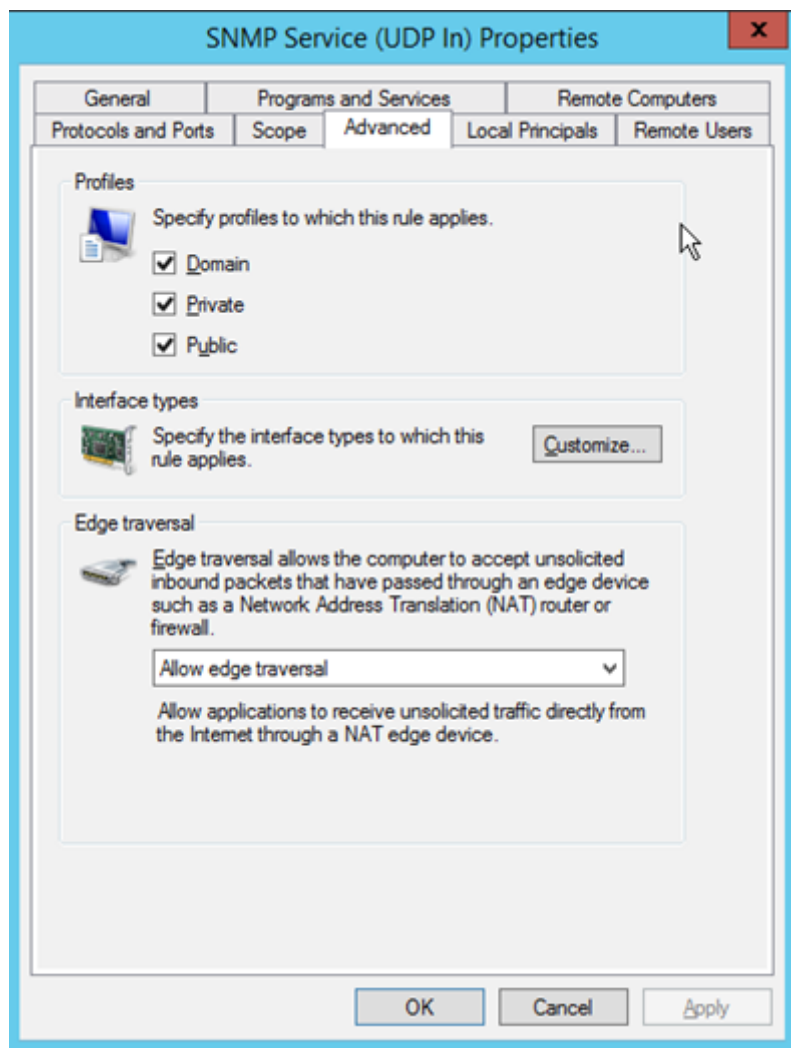 SNMP Service (UDP In) Properties
x
General
Programs and Services
Remote Computers
Protocols and Ports
Scope
Advanced
Local Principals
Remote Users
Profiles
Specify profiles to which this rule applies.
Domain
Private
Public
Interface types
Specify the interface types to which this
rule applies.
Customize...
Edge traversal
Edge traversal allows the computer to accept unsolicited
inbound packets that have passed through an edge device
such as a Network Address Translation (NAT) router or
firewall.
Allow edge traversal
Allow applications to receive unsolicited traffic directly from
the Internet through a NAT edge device.
OK
Cancel
Apply